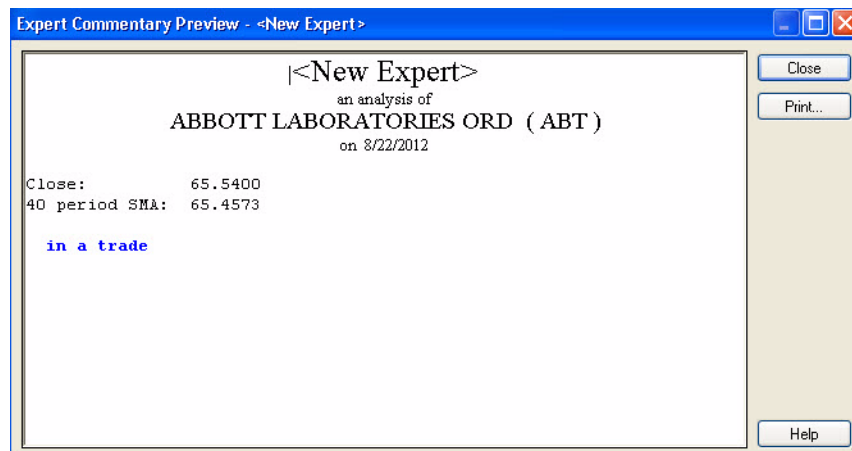 Expert Commentary Preview - <New Expert>
<New Expert>
an analysis of
ABBOTT LABORATORIES ORD ( ABT )
on 8/22/2012
Close: 65.5400
40 period SMA: 65.4573
in a trade
Close
Print...
Help